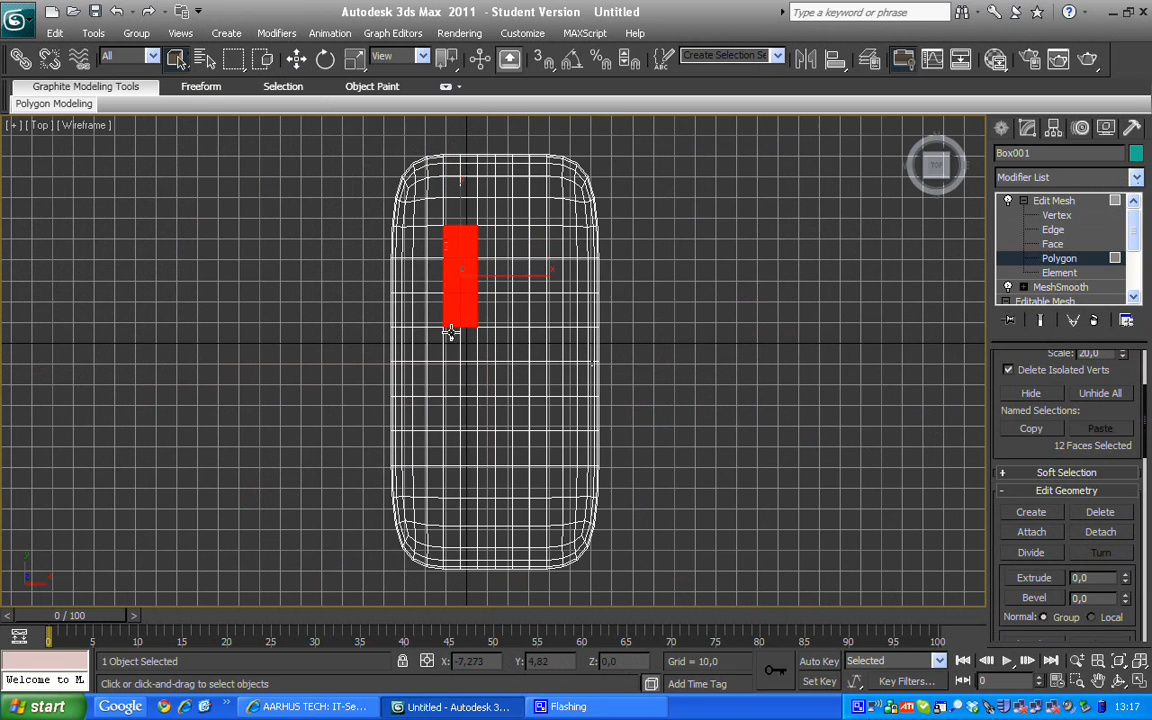 Autodesk 3ds Max 2011 - Student Version Untitled
Type a keyword or phrase
Edit Tools Group Views Create Modifiers Animation Graph Editors Rendering Customize MAXScript Help
All View Create Selection Se
Graphite Modeling Tools Freeform Selection Object Paint
Polygon Modeling
[ + ] [ Top ] [ Wireframe ]
TOP
Box001
Modifier List
Edit Mesh
Vertex
Edge
Face
Polygon
Element
MeshSmooth
Editable Mesh
Scale: 20,0
Delete Isolated Verts
Hide Unhide All
Named Selections:
Copy Paste
12 Faces Selected
+ Soft Selection
- Edit Geometry
Create Delete
Attach Detach
Divide Turn
Extrude 0,0
Bevel 0,0
Normal: Group Local
x
y
x
< 0 / 100 >
0 5 10 15 20 25 30 35 40 45 50 55 60 65 70 75 80 85 90 95 100
1 Object Selected X: -7,273 Y: 4,82 Z: 0,0 Grid = 10,0 Auto Key Selected
Welcome to M. Click or click-and-drag to select objects Add Time Tag Set Key Key Filters... 0
start Google AARHUS TECH: IT-Se... Untitled - Autodesk 3... Flashing 13:17